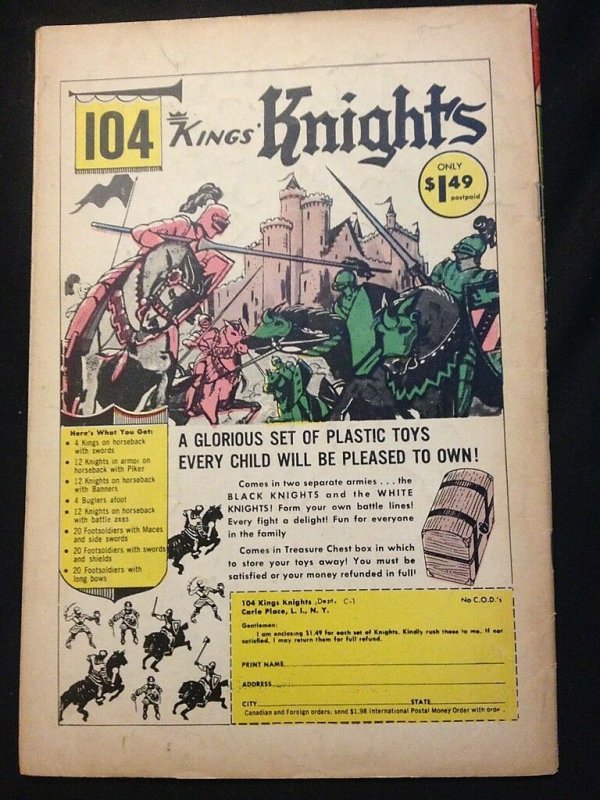 104 KINGS' Knights
ONLY
$1.49
postpaid
Here's What You Get:
• 4 Kings on horseback
with swords
• 12 Knights in armor on
horseback with Piker
• 12 Knights on horseback
with Banners
• 4 Buglers afoot
• 12 Knights on horseback
with battle axes
• 20 Footsoldiers with Maces
and side swords
• 20 Footsoldiers with swords
and shields
• 20 Footsoldiers with
long bows
A GLORIOUS SET OF PLASTIC TOYS
EVERY CHILD WILL BE PLEASED TO OWN!
Comes in two separate armies . . . the
BLACK KNIGHTS and the WHITE
KNIGHTS! Form your own battle lines!
Every fight a delight! Fun for everyone
in the family
Comes in Treasure Chest box in which
to store your toys away! You must be
satisfied or your money refunded in full!
104 Kings Knights, Dept. C-1 No C.O.D.'s
Carle Place, L. I., N. Y.
Gentlemen:
I am enclosing $1.49 for each set of Knights. Kindly rush these to me. If not
satisfied, I may return them for full refund.
PRINT NAME
ADDRESS
CITY STATE
Canadian and Foreign orders: send $1.98 International Postal Money Order with order.